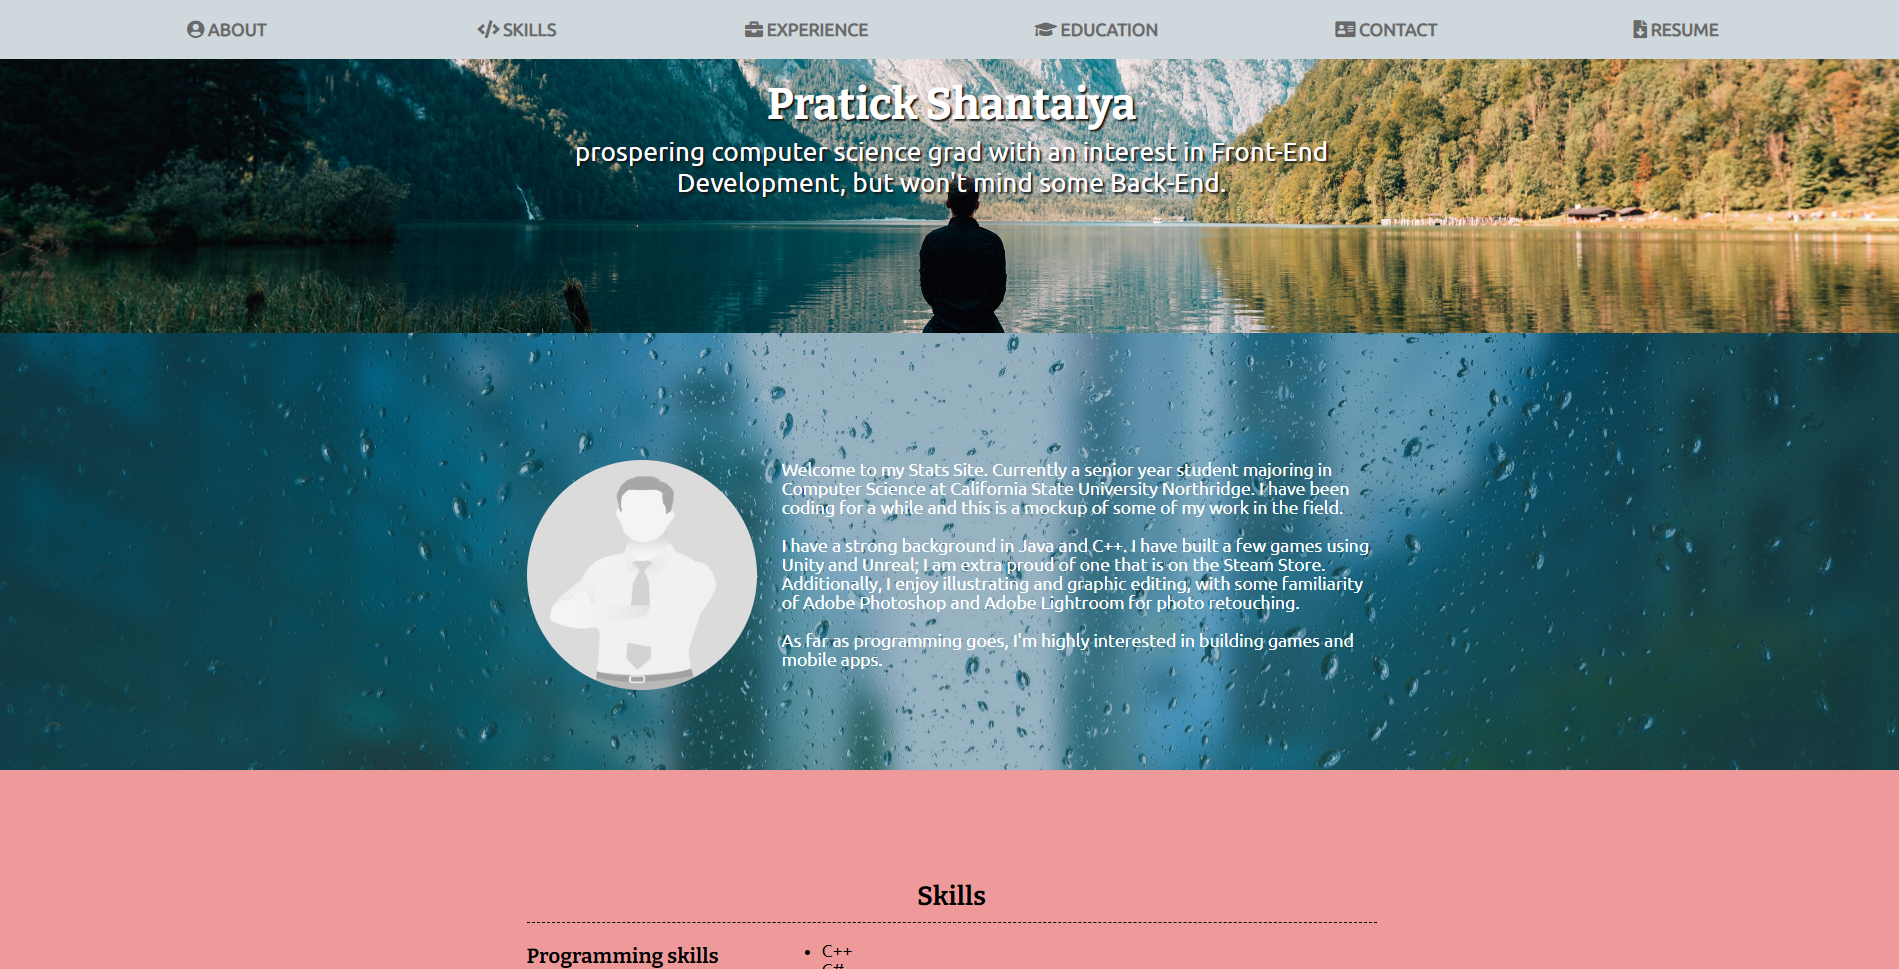 ABOUT SKILLS EXPERIENCE EDUCATION CONTACT RESUME
Pratick Shantaiya
prospering computer science grad with an interest in Front-End
Development, but won't mind some Back-End.
Welcome to my Stats Site. Currently a senior year student majoring in
Computer Science at California State University Northridge. I have been
coding for a while and this is a mockup of some of my work in the field.
I have a strong background in Java and C++. I have built a few games using
Unity and Unreal; I am extra proud of one that is on the Steam Store.
Additionally, I enjoy illustrating and graphic editing, with some familiarity
of Adobe Photoshop and Adobe Lightroom for photo retouching.
As far as programming goes, I'm highly interested in building games and
mobile apps.
Skills
Programming skills
• C++
C#